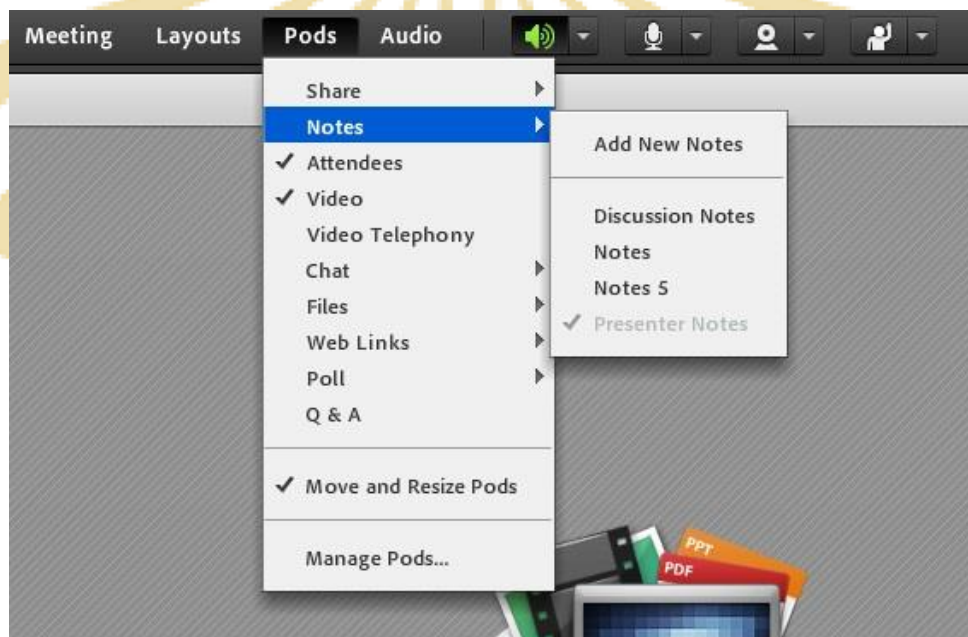 Meeting Layouts Pods Audio
Share
Notes
Attendees
Video
Video Telephony
Chat
Files
Web Links
Poll
Q & A
Move and Resize Pods
Manage Pods...
Add New Notes
Discussion Notes
Notes
Notes 5
Presenter Notes
PPT
PDF